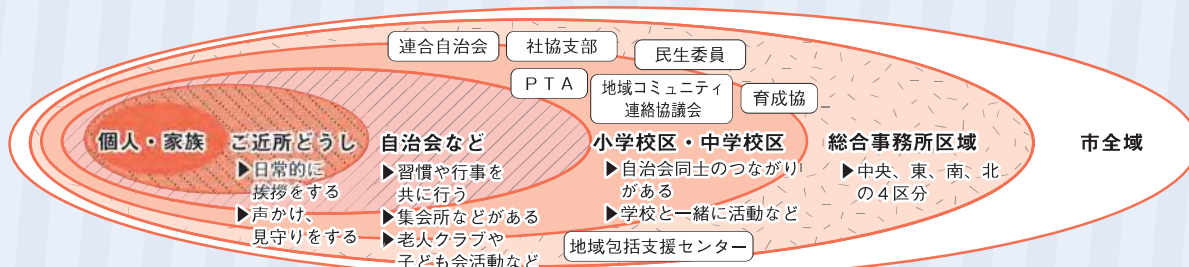 連合自治会
社協支部
民生委員
PTA
地域コミュニティ
連絡協議会
育成協
個人・家族
ご近所どうし
▶日常的に
挨拶をする
▶声かけ、
見守りをする
自治会など
▶習慣や行事を
共に行う
▶集会所などがある
▶老人クラブや
子ども会活動など
小学校区・中学校区
▶自治会同士のつながり
がある
▶学校と一緒に活動など
地域包括支援センター
総合事務所区域
▶中央、東、南、北
の4区分
市全域